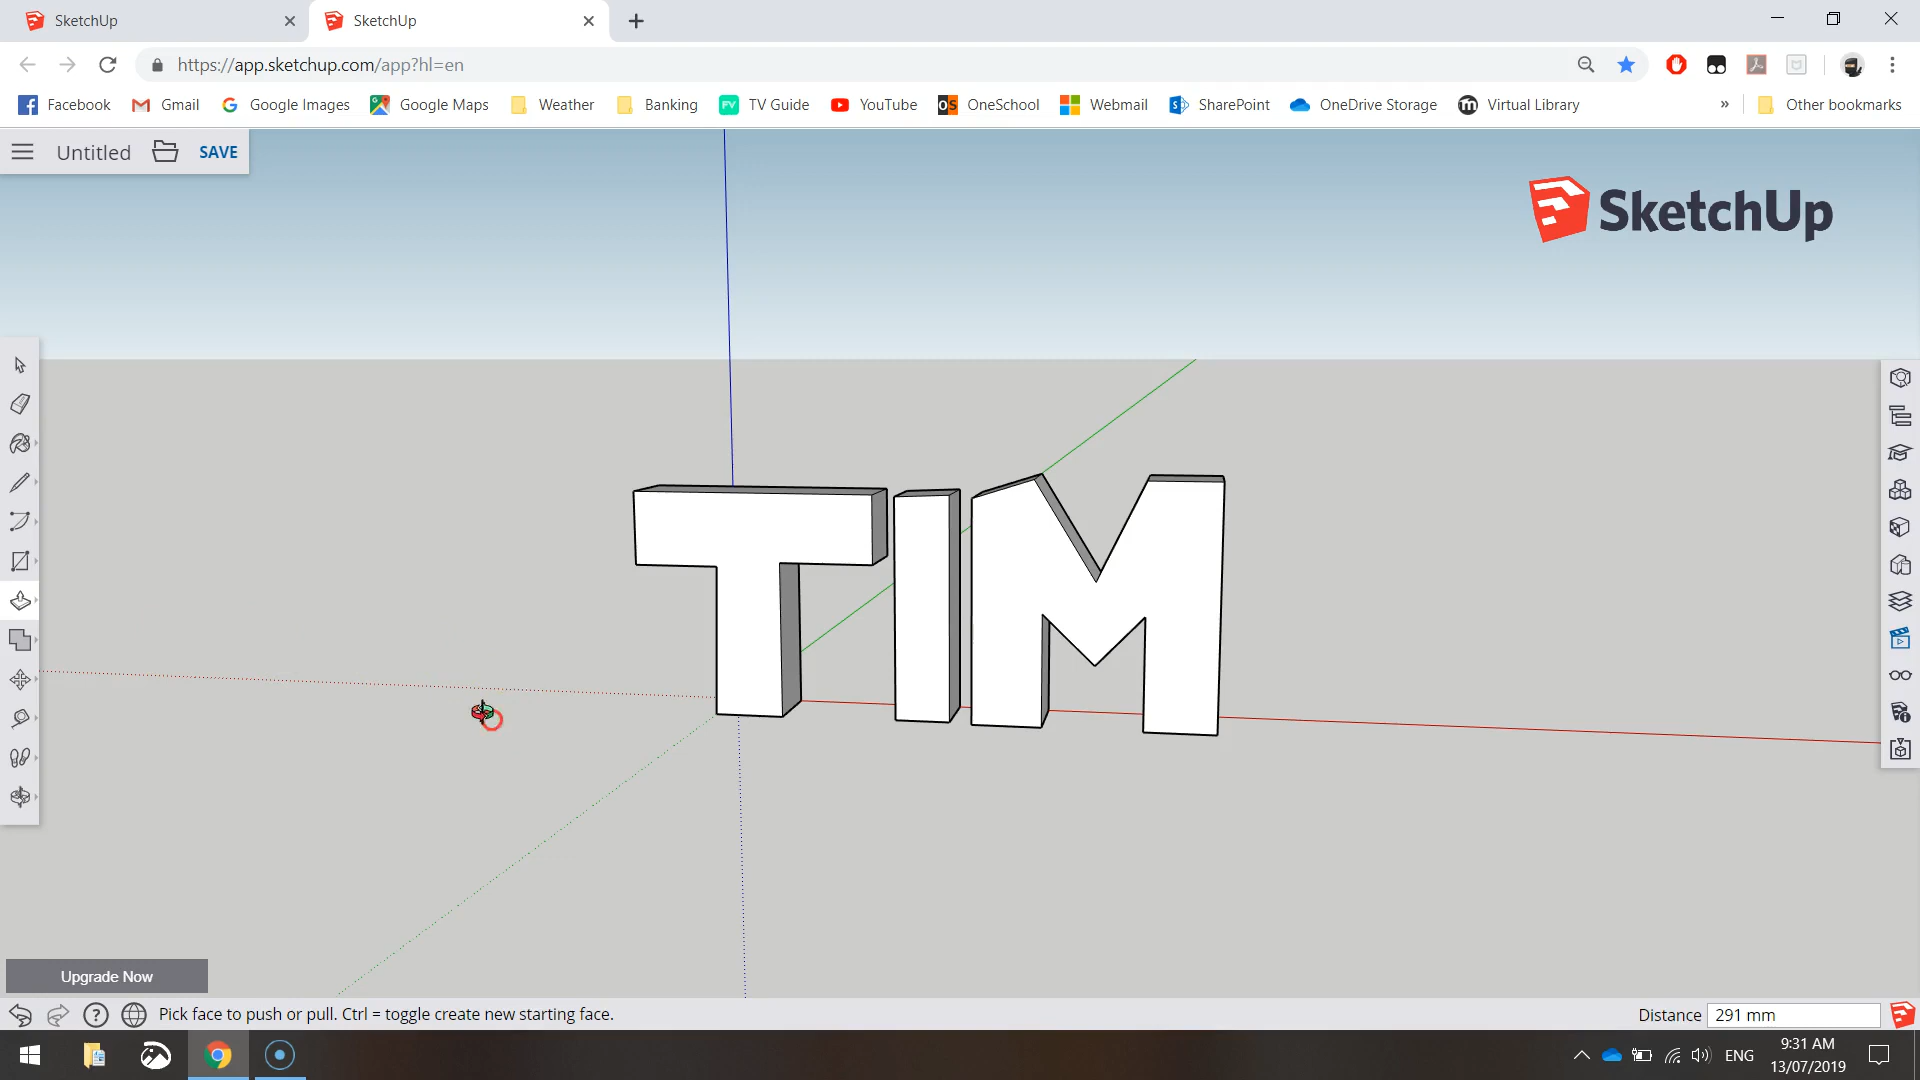 SketchUp
SketchUp
https://app.sketchup.com/app?hl=en
Facebook
Gmail
Google Images
Google Maps
Weather
Banking
FV
TV Guide
YouTube
OS
OneSchool
Webmail
SharePoint
OneDrive Storage
Virtual Library
»
Other bookmarks
Untitled
SAVE
SketchUp
TIM
Upgrade Now
Pick face to push or pull. Ctrl = toggle create new starting face.
Distance
291 mm
ENG
9:31 AM
13/07/2019